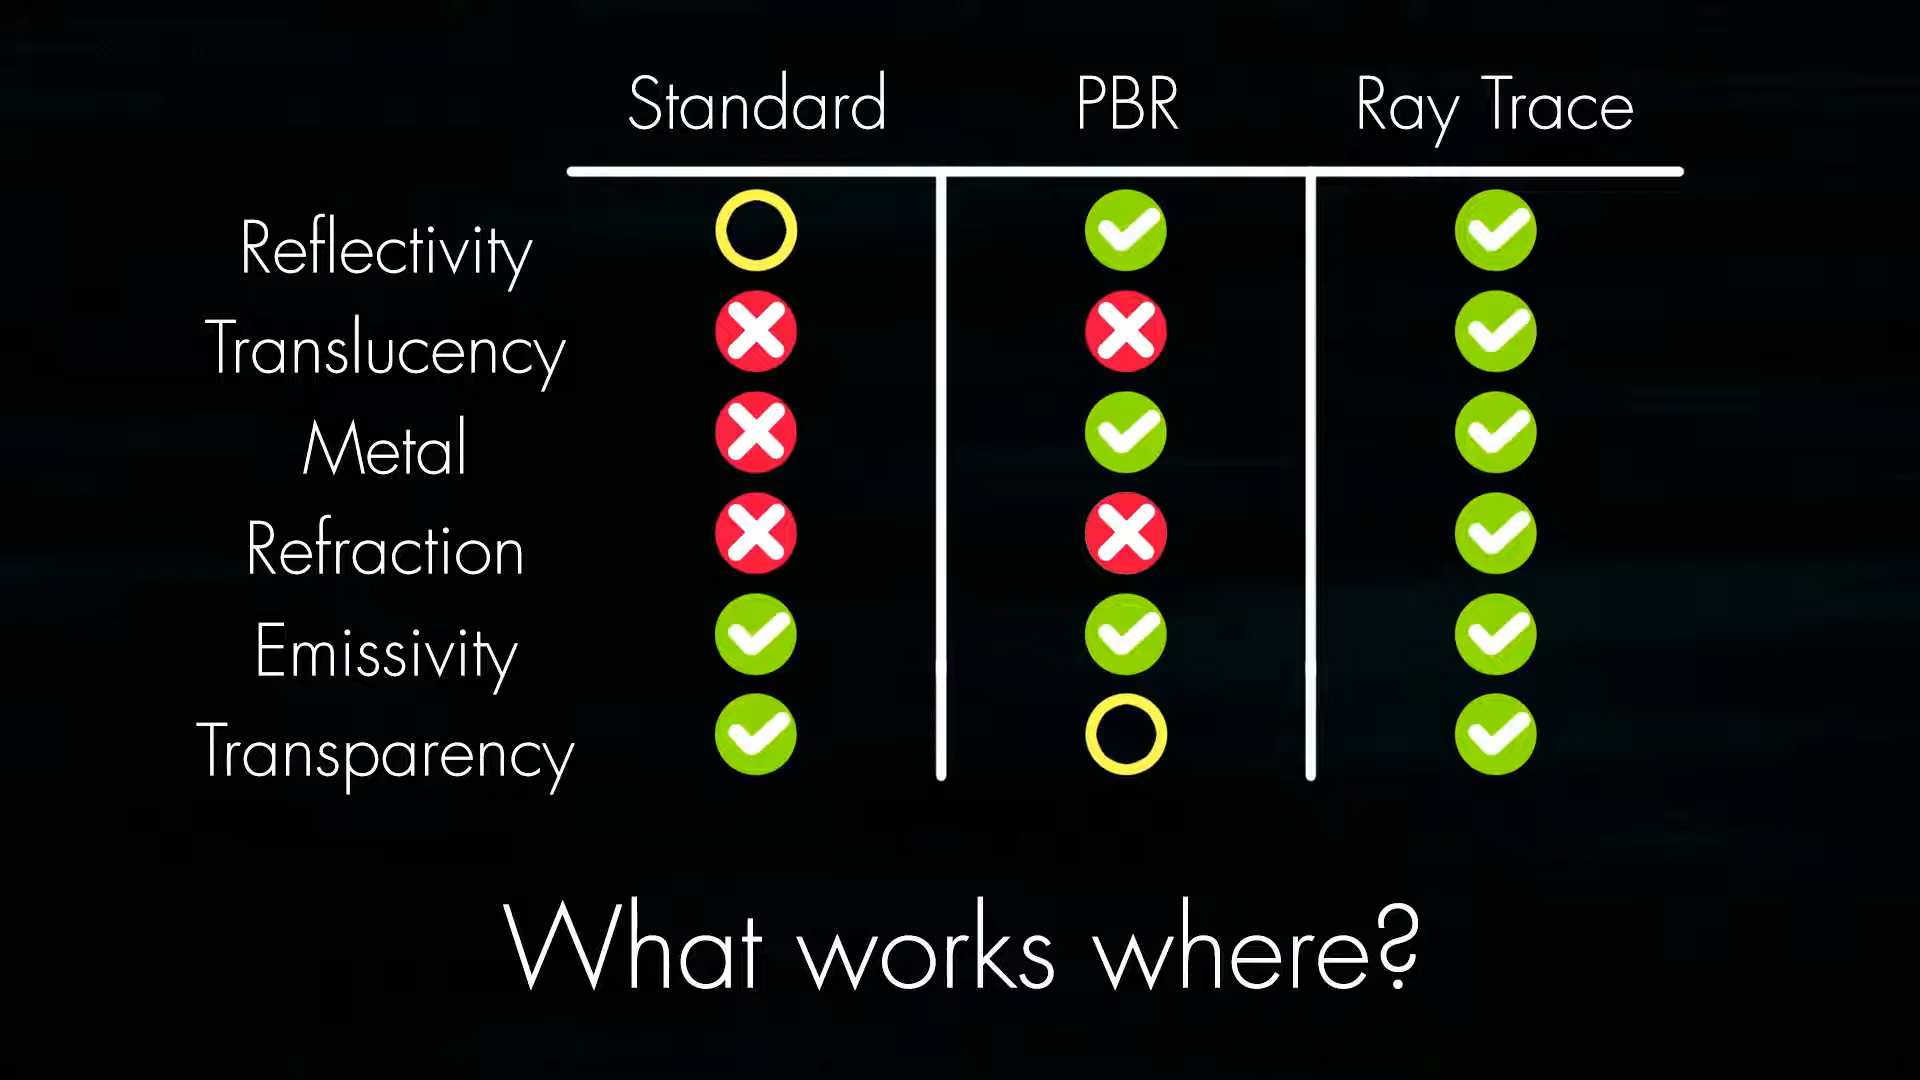 Standard PBR Ray Trace
Reflectivity
Translucency
Metal
Refraction
Emissivity
Transparency
What works where?